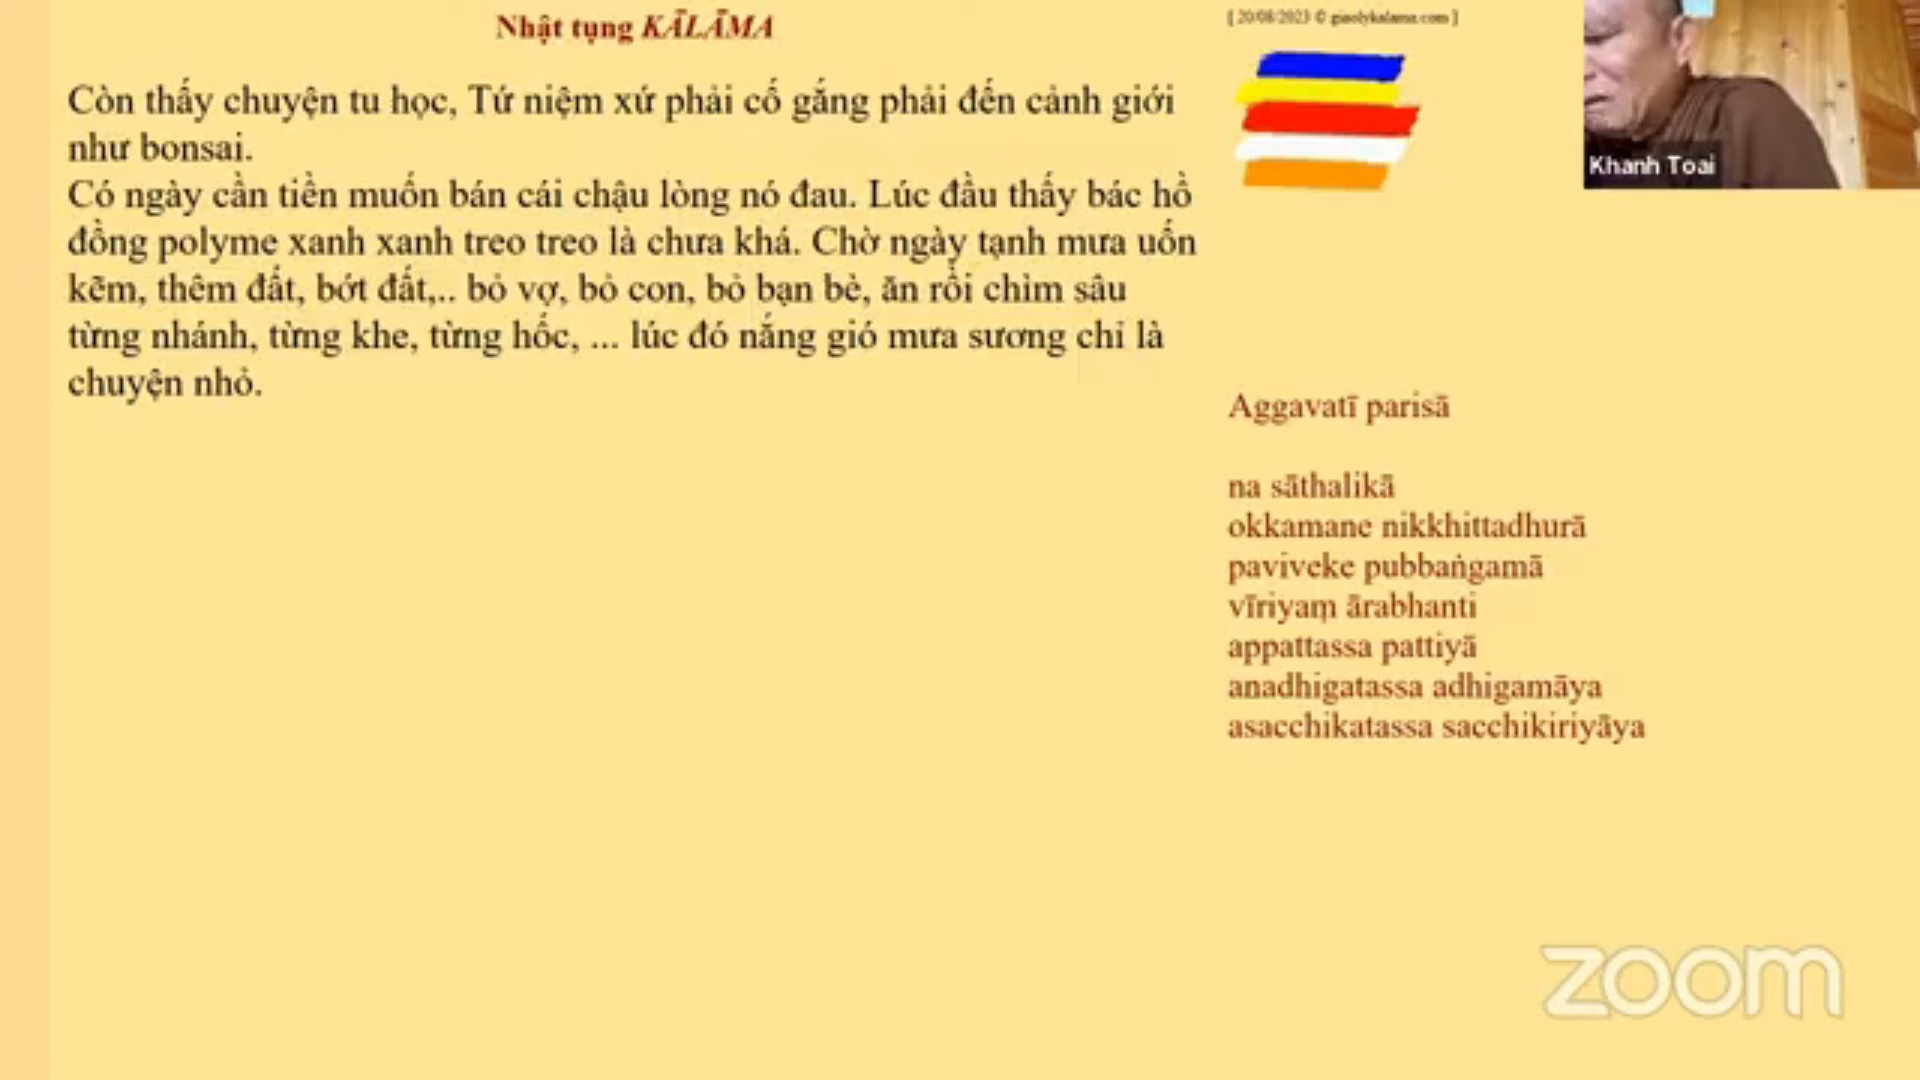 Nhật tụng KĀLĀMA
[ 20/08/2023 © giaolykalama.com ]
Còn thấy chuyện tu học, Tứ niệm xứ phải cố gắng phải đến cảnh giới
như bonsai.
Có ngày cần tiền muốn bán cái chậu lòng nó đau. Lúc đầu thấy bác hồ
đồng polyme xanh xanh treo treo là chưa khá. Chờ ngày tạnh mưa uốn
kẽm, thêm đất, bớt đất,.. bỏ vợ, bỏ con, bỏ bạn bè, ăn rồi chìm sâu
từng nhánh, từng khe, từng hốc, ... lúc đó nắng gió mưa sương chỉ là
chuyện nhỏ.
Khanh Toai
Aggavatī parisā
na sāthalikā
okkamane nikkhittadhurā
paviveke pubbaṅgamā
vīriyaṃ ārabhanti
appattassa pattiyā
anadhigatassa adhigamāya
asacchikatassa sacchikiriyāya
zoom